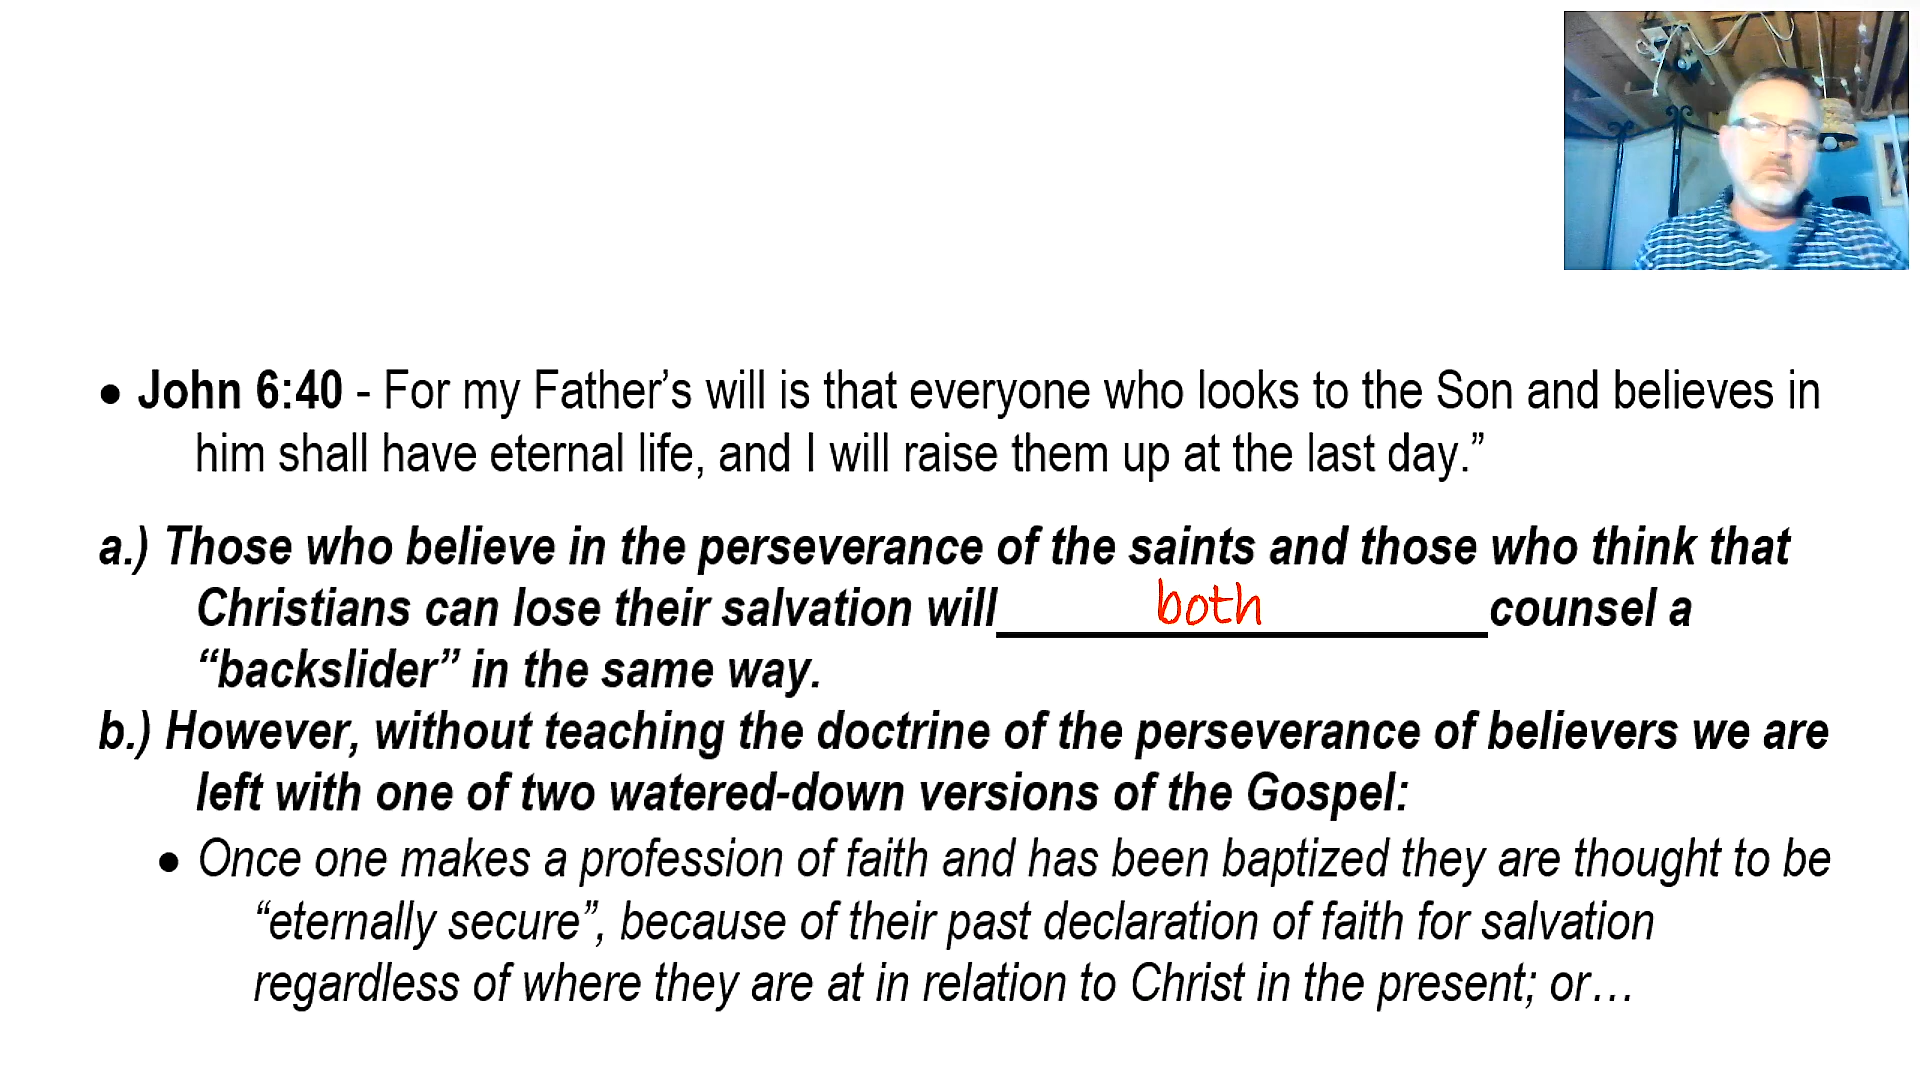 • John 6:40 - For my Father’s will is that everyone who looks to the Son and believes in
him shall have eternal life, and I will raise them up at the last day.”
a.) Those who believe in the perseverance of the saints and those who think that
Christians can lose their salvation will both counsel a
“backslider” in the same way.
b.) However, without teaching the doctrine of the perseverance of believers we are
left with one of two watered-down versions of the Gospel:
• Once one makes a profession of faith and has been baptized they are thought to be
“eternally secure”, because of their past declaration of faith for salvation
regardless of where they are at in relation to Christ in the present; or…